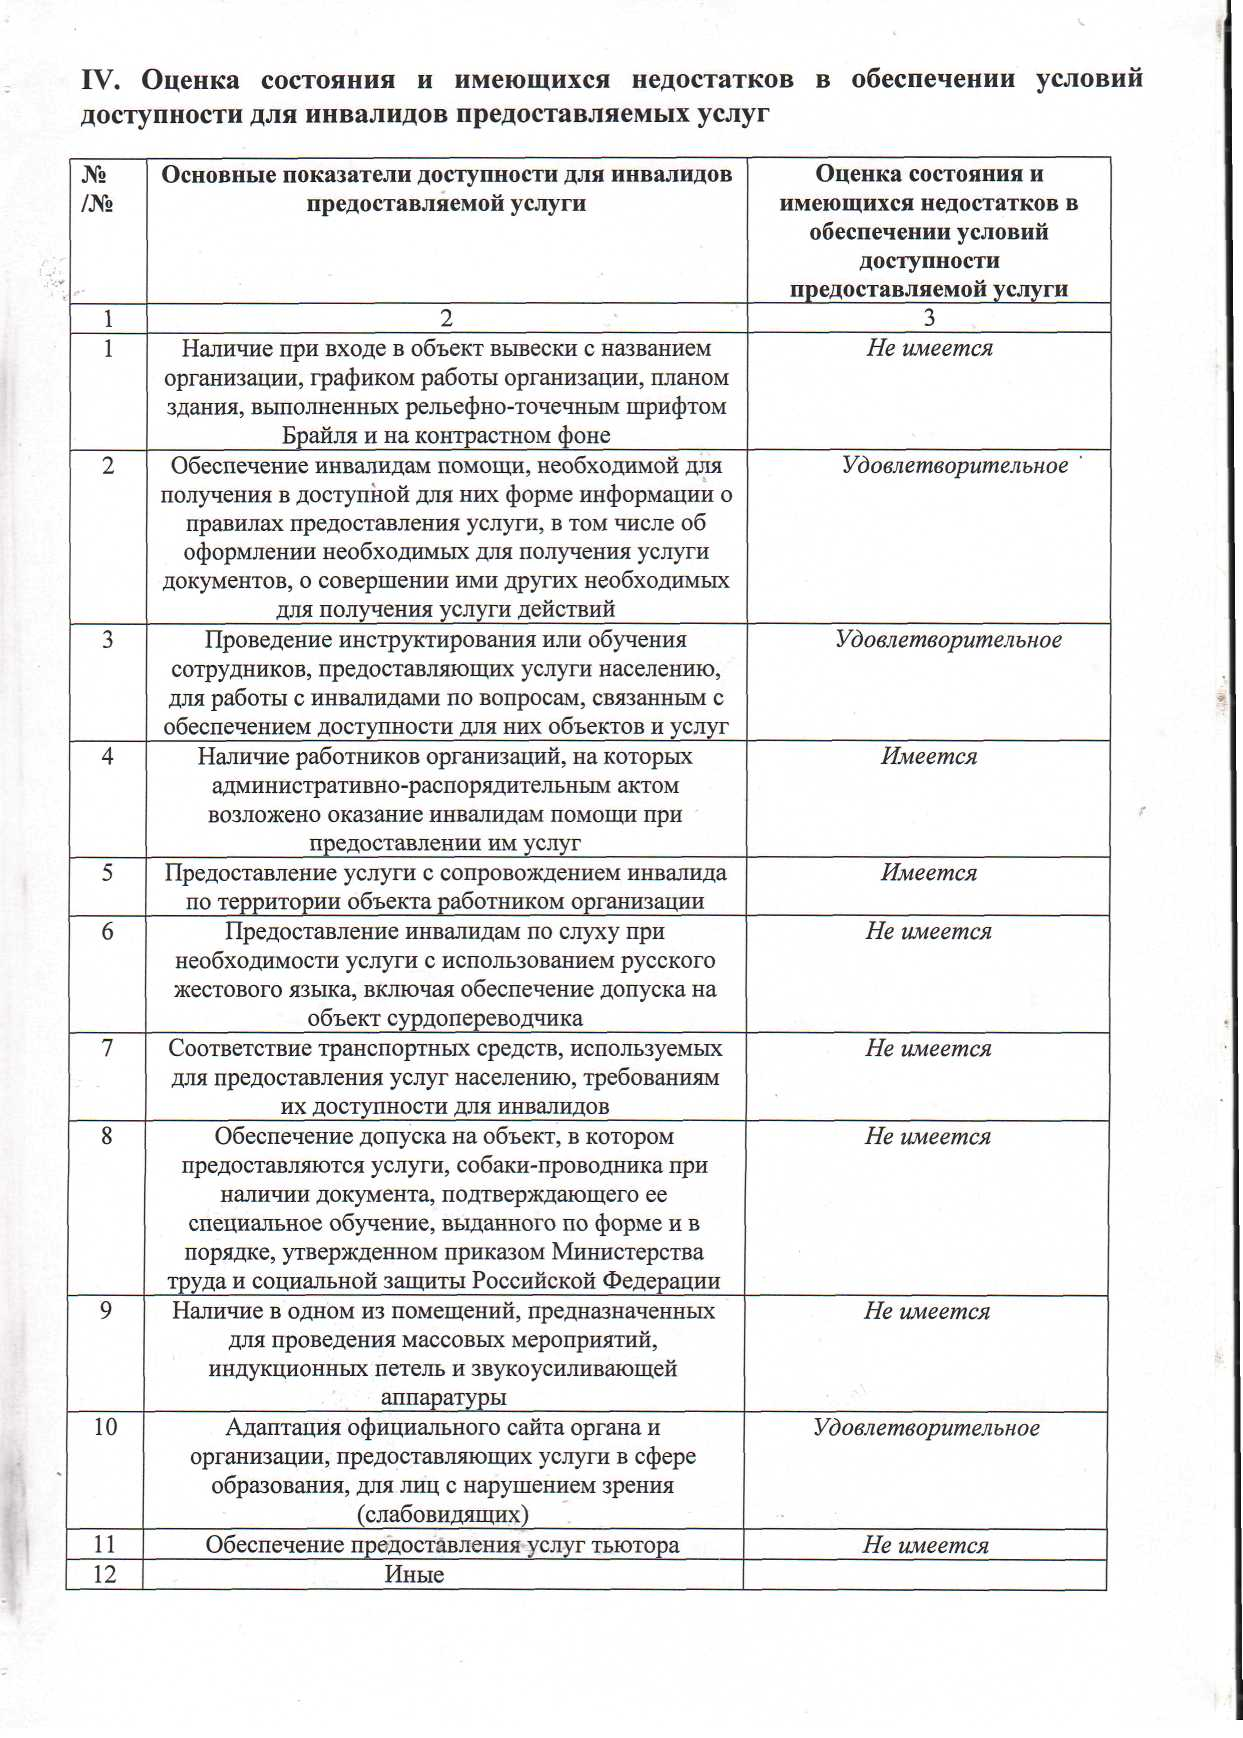 IV. Оценка состояния и имеющихся недостатков в обеспечении условий
доступности для инвалидов предоставляемых услуг
№
/№
Основные показатели доступности для инвалидов
предоставляемой услуги
Оценка состояния и
имеющихся недостатков в
обеспечении условий
доступности
предоставляемой услуги
1
2
3
1
Наличие при входе в объект вывески с названием
организации, графиком работы организации, планом
здания, выполненных рельефно-точечным шрифтом
Брайля и на контрастном фоне
Не имеется
2
Обеспечение инвалидам помощи, необходимой для
получения в доступной для них форме информации о
правилах предоставления услуги, в том числе об
оформлении необходимых для получения услуги
документов, о совершении ими других необходимых
для получения услуги действий
Удовлетворительное
3
Проведение инструктирования или обучения
сотрудников, предоставляющих услуги населению,
для работы с инвалидами по вопросам, связанным с
обеспечением доступности для них объектов и услуг
Удовлетворительное
4
Наличие работников организаций, на которых
административно-распорядительным актом
возложено оказание инвалидам помощи при
предоставлении им услуг
Имеется
5
Предоставление услуги с сопровождением инвалида
по территории объекта работником организации
Имеется
6
Предоставление инвалидам по слуху при
необходимости услуги с использованием русского
жестового языка, включая обеспечение допуска на
объект сурдопереводчика
Не имеется
7
Соответствие транспортных средств, используемых
для предоставления услуг населению, требованиям
их доступности для инвалидов
Не имеется
8
Обеспечение допуска на объект, в котором
предоставляются услуги, собаки-проводника при
наличии документа, подтверждающего ее
специальное обучение, выданного по форме и в
порядке, утвержденном приказом Министерства
труда и социальной защиты Российской Федерации
Не имеется
9
Наличие в одном из помещений, предназначенных
для проведения массовых мероприятий,
индукционных петель и звукоусиливающей
аппаратуры
Не имеется
10
Адаптация официального сайта органа и
организации, предоставляющих услуги в сфере
образования, для лиц с нарушением зрения
(слабовидящих)
Удовлетворительное
11
Обеспечение предоставления услуг тьютора
Не имеется
12
Иные